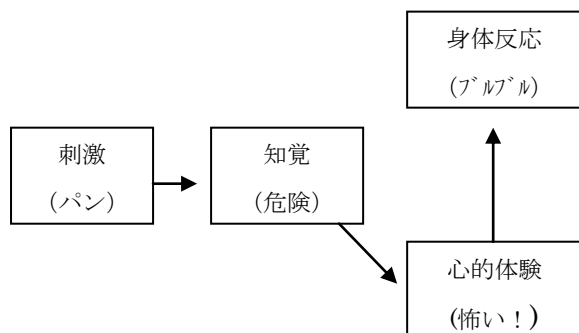 身体反応
(ﾌﾞﾙﾌﾞﾙ)
刺激
(パン)
知覚
(危険)
心的体験
(怖い！)